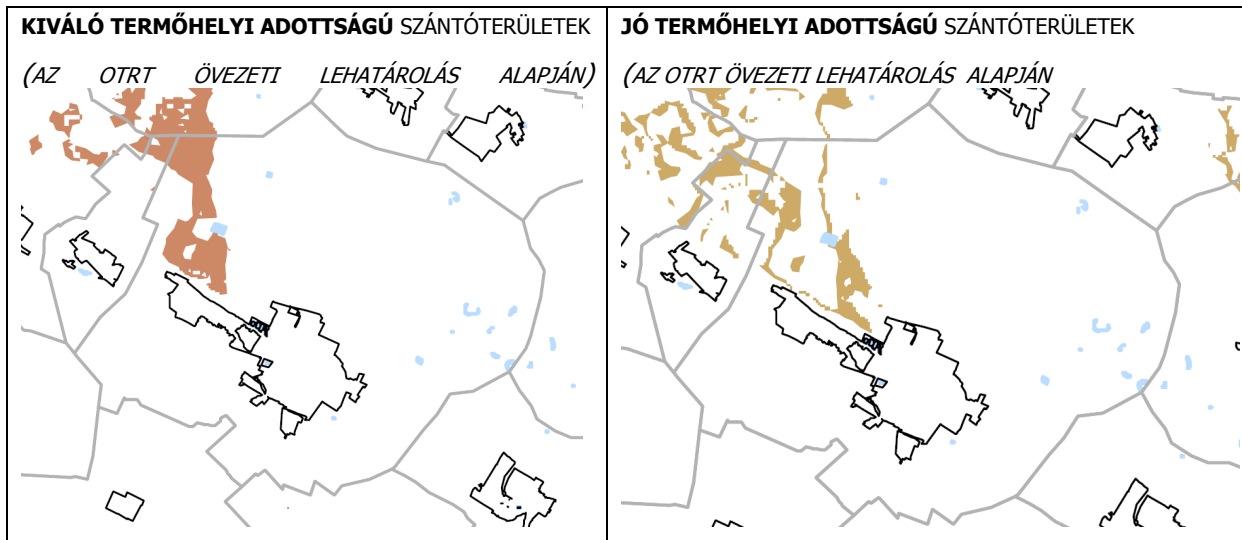 KIVÁLÓ TERMŐHELYI ADOTTSÁGÚ SZÁNTÓTERÜLETEK
(AZ OTRT ÖVEZETI LEHATÁROLÁS ALAPJÁN)
JÓ TERMŐHELYI ADOTTSÁGÚ SZÁNTÓTERÜLETEK
(AZ OTRT ÖVEZETI LEHATÁROLÁS ALAPJÁN